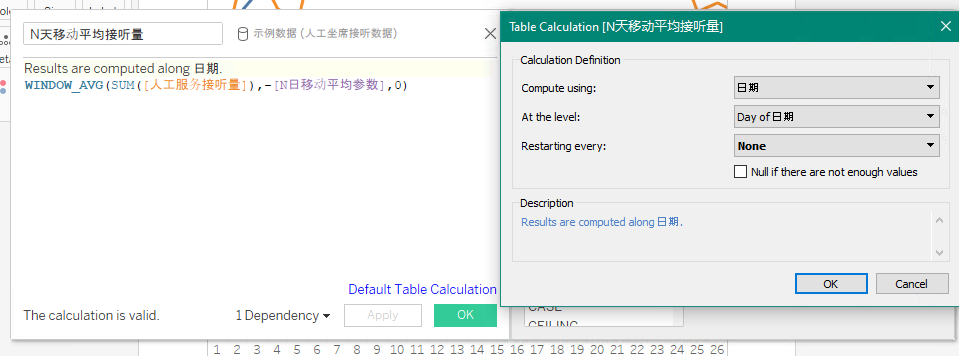 N天移动平均接听量
示例数据 (人工坐席接听数据)
Results are computed along 日期.
WINDOW_AVG(SUM([人工服务接听量]),-[N日移动平均参数],0)
Default Table Calculation
The calculation is valid.
1 Dependency
Apply
OK
Table Calculation [N天移动平均接听量]
Calculation Definition
Compute using:
日期
At the level:
Day of 日期
Restarting every:
None
Null if there are not enough values
Description
Results are computed along 日期.
OK
Cancel
CASE
CEILING
1 2 3 4 5 6 7 8 9 10 11 12 13 14 15 16 17 18 19 20 21 22 23 24 25 26